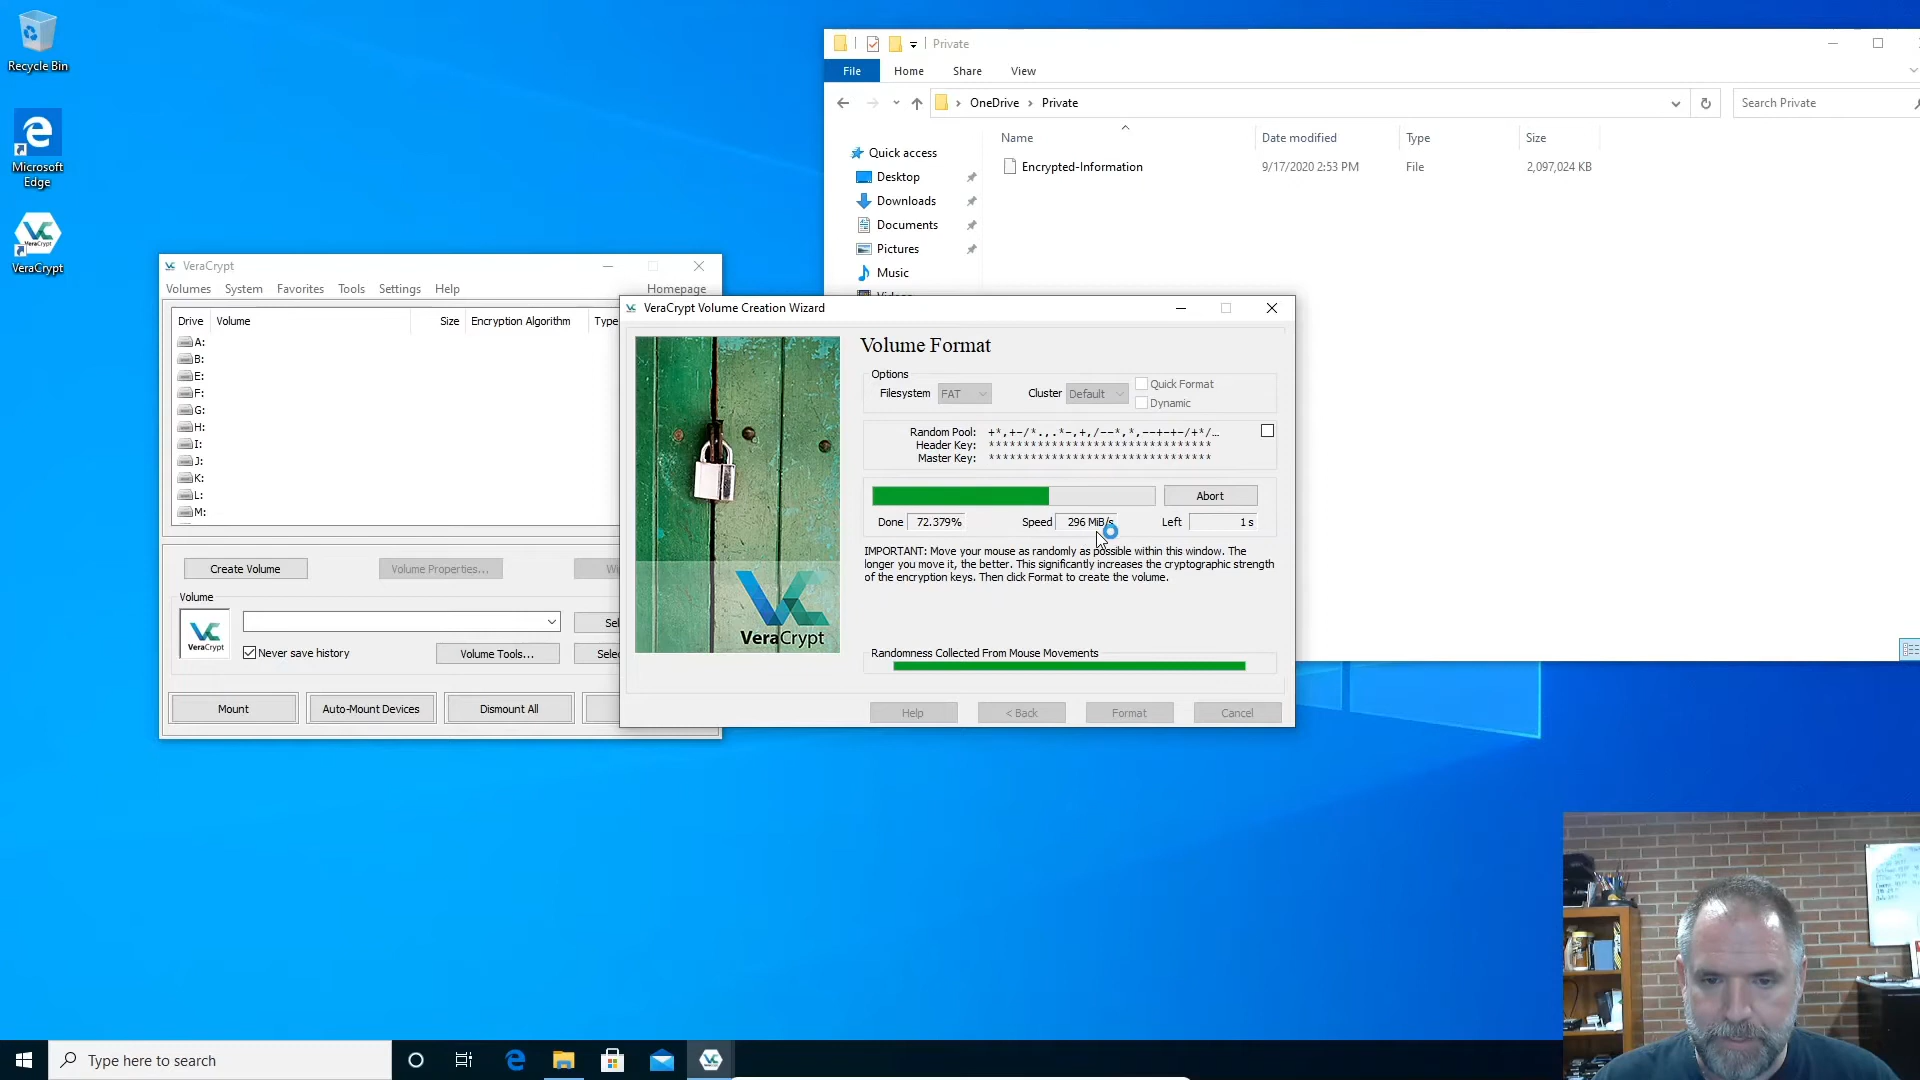 Recycle Bin
Microsoft
Edge
VeraCrypt
VeraCrypt
Private
File Home Share View
OneDrive Private
Search Private
Name Date modified Type Size
Encrypted-Information 9/17/2020 2:53 PM File 2,097,024 KB
Quick access
Desktop
Downloads
Documents
Pictures
Music
VeraCrypt
Volumes System Favorites Tools Settings Help Homepage
Drive Volume Size Encryption Algorithm Type
A:
B:
E:
F:
G:
H:
I:
J:
K:
L:
M:
Create Volume Volume Properties...
Volume
VeraCrypt
Never save history
Volume Tools...
Mount Auto-Mount Devices Dismount All
VeraCrypt Volume Creation Wizard
VeraCrypt
Volume Format
Options
Filesystem FAT Cluster Default Quick Format
Dynamic
Random Pool: +*,+-/*.,.*-,+,/--*,*,--+-+-/+*/...
Header Key: ********************************
Master Key: ********************************
Abort
Done 72.379% Speed 296 MiB/s Left 1 s
IMPORTANT: Move your mouse as randomly as possible within this window. The
longer you move it, the better. This significantly increases the cryptographic strength
of the encryption keys. Then click Format to create the volume.
Randomness Collected From Mouse Movements
Help < Back Format Cancel
Type here to search